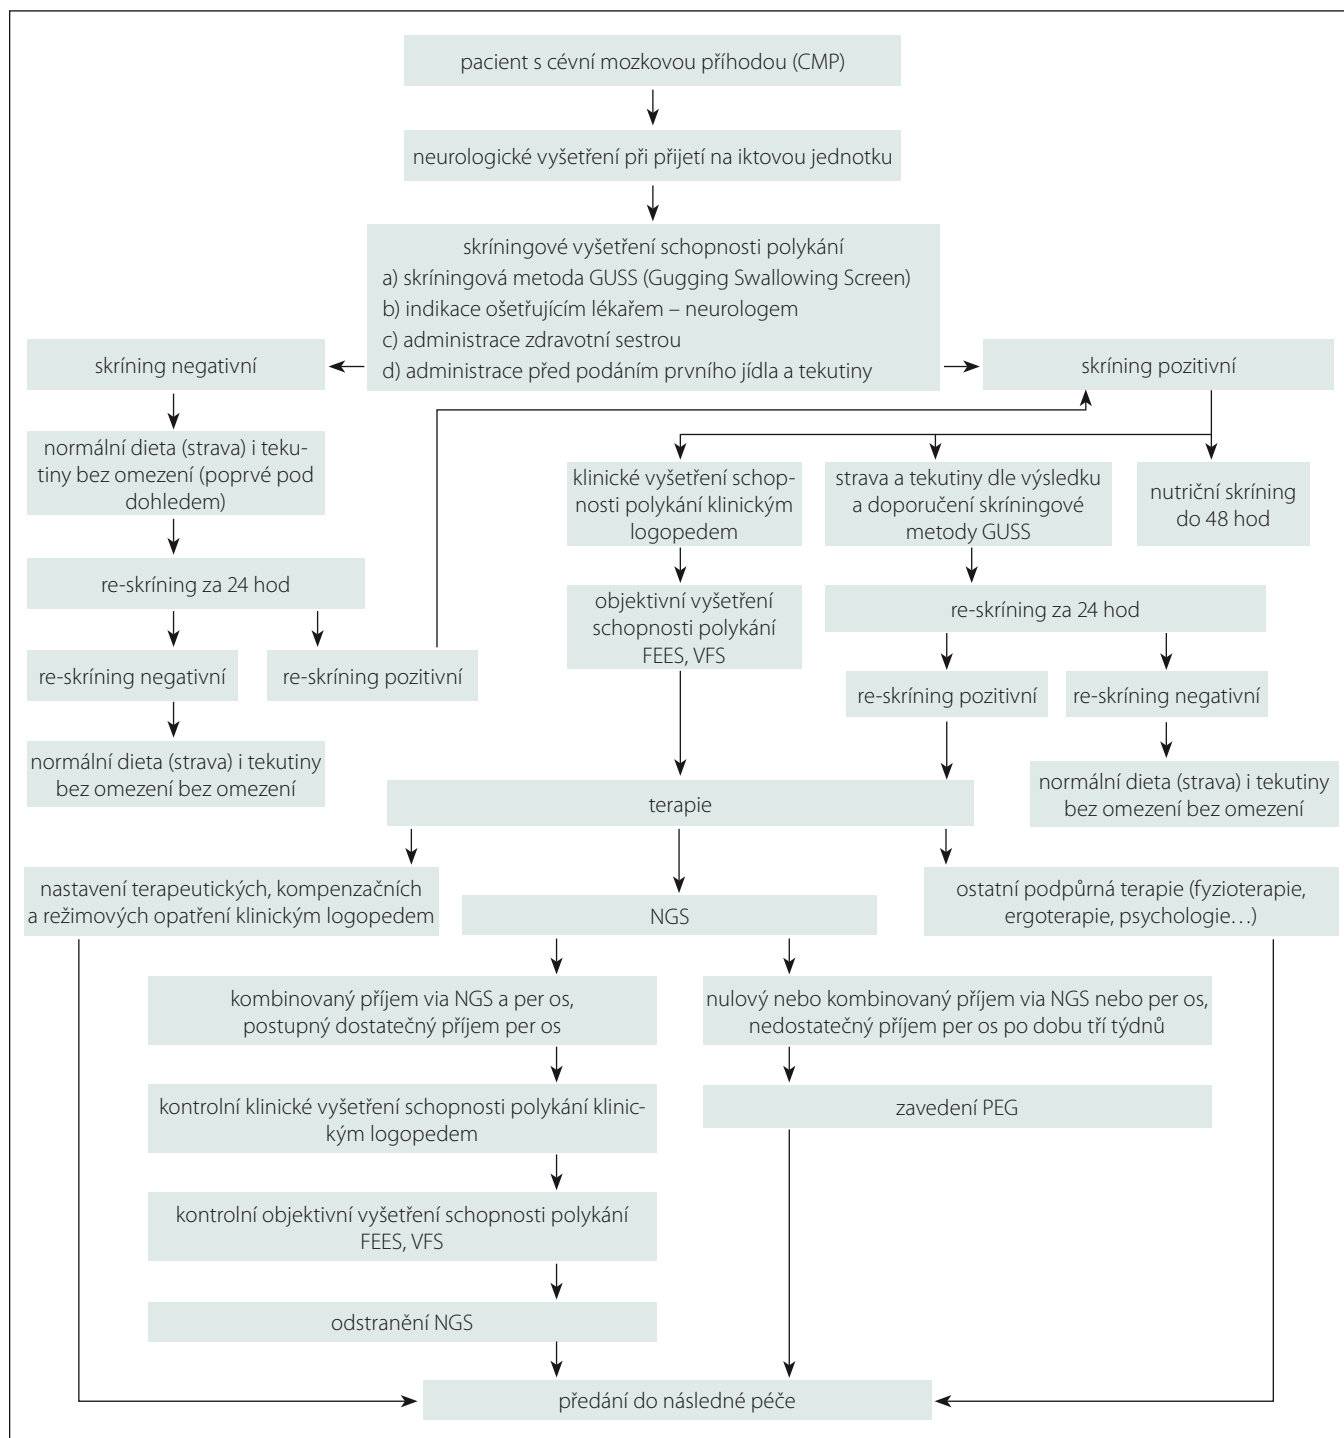 pacient s cévní mozkovou příhodou (CMP)
neurologické vyšetření při přijetí na iktovou jednotku
skríningové vyšetření schopnosti polykání
a) skríningová metoda GUSS (Gugging Swallowing Screen)
b) indikace ošetřujícím lékařem – neurologem
c) administrace zdravotní sestrou
d) administrace před podáním prvního jídla a tekutiny
skríning negativní
skríning pozitivní
normální dieta (strava) i teku-
tiny bez omezení (poprvé pod
dohledem)
klinické vyšetření schop-
nosti polykání klinickým
logopedem
strava a tekutiny dle výsledku
a doporučení skríningové
metody GUSS
nutriční skríning
do 48 hod
re-skríning za 24 hod
objektivní vyšetření
schopnosti polykání
FEES, VFS
re-skríning za 24 hod
re-skríning negativní
re-skríning pozitivní
re-skríning pozitivní
re-skríning negativní
normální dieta (strava) i tekutiny
bez omezení bez omezení
normální dieta (strava) i tekutiny
bez omezení bez omezení
terapie
nastavení terapeutických, kompenzačních
a režimových opatření klinickým logopedem
NGS
ostatní podpůrná terapie (fyzioterapie,
ergoterapie, psychologie…)
kombinovaný příjem via NGS a per os,
postupný dostatečný příjem per os
nulový nebo kombinovaný příjem via NGS nebo per os,
nedostatečný příjem per os po dobu tří týdnů
kontrolní klinické vyšetření schopnosti polykání klinic-
kým logopedem
zavedení PEG
kontrolní objektivní vyšetření schopnosti polykání
FEES, VFS
odstranění NGS
předání do následné péče